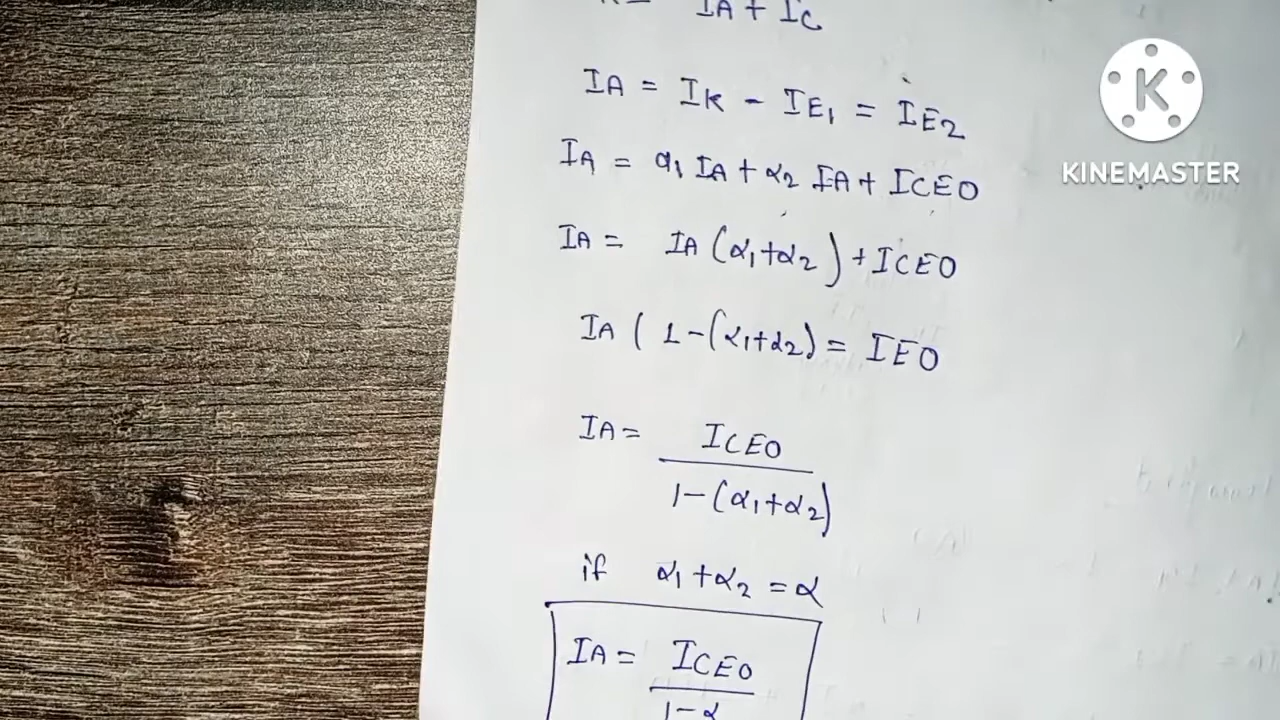 IA + IC
IA = IK - IE1 = IE2
IA = α1 IA + α2 IA + ICEO
IA = IA (α1+α2) + ICEO
IA ( 1-(α1+α2) = IEO
IA = ICEO
1-(α1+α2)
if α1 + α2 = α
IA = ICEO
1-α
K
KINEMASTER